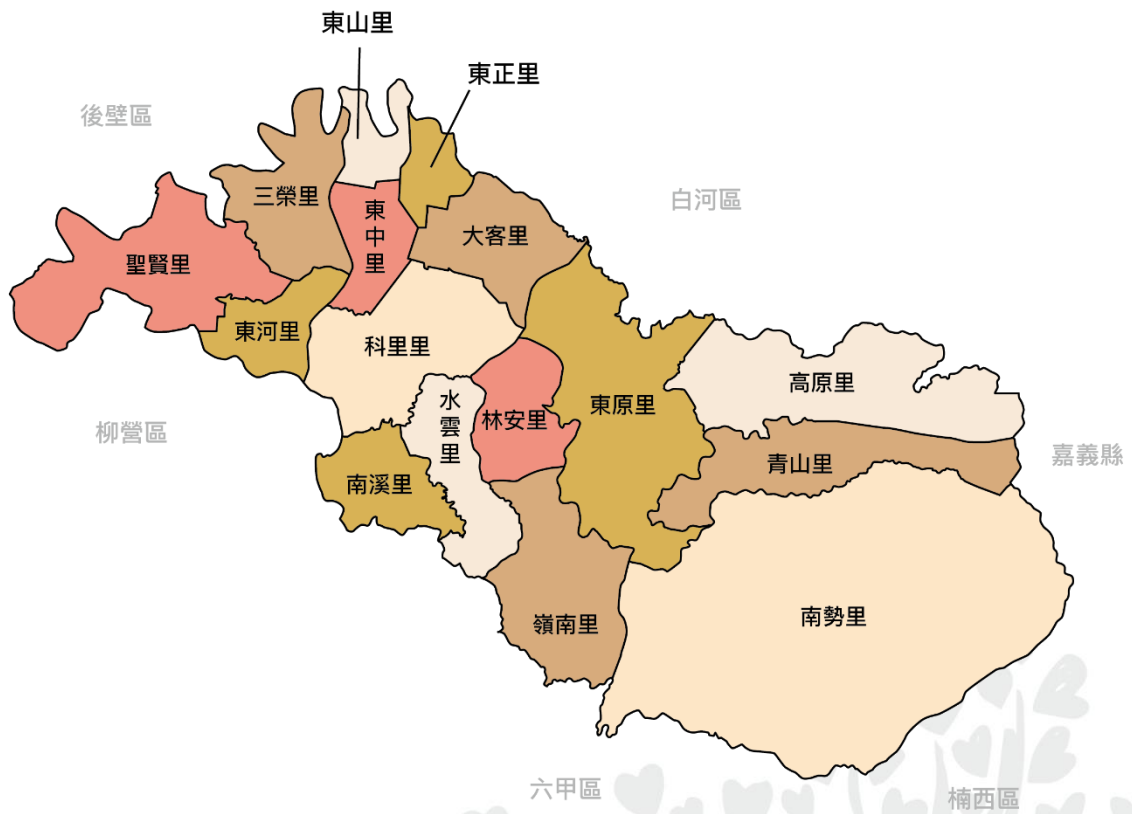 東山里
東正里
後壁區
白河區
三榮里
東中里
大客里
聖賢里
東河里
科里里
高原里
水雲里
林安里
東原里
柳營區
嘉義縣
青山里
南溪里
南勢里
嶺南里
六甲區
楠西區